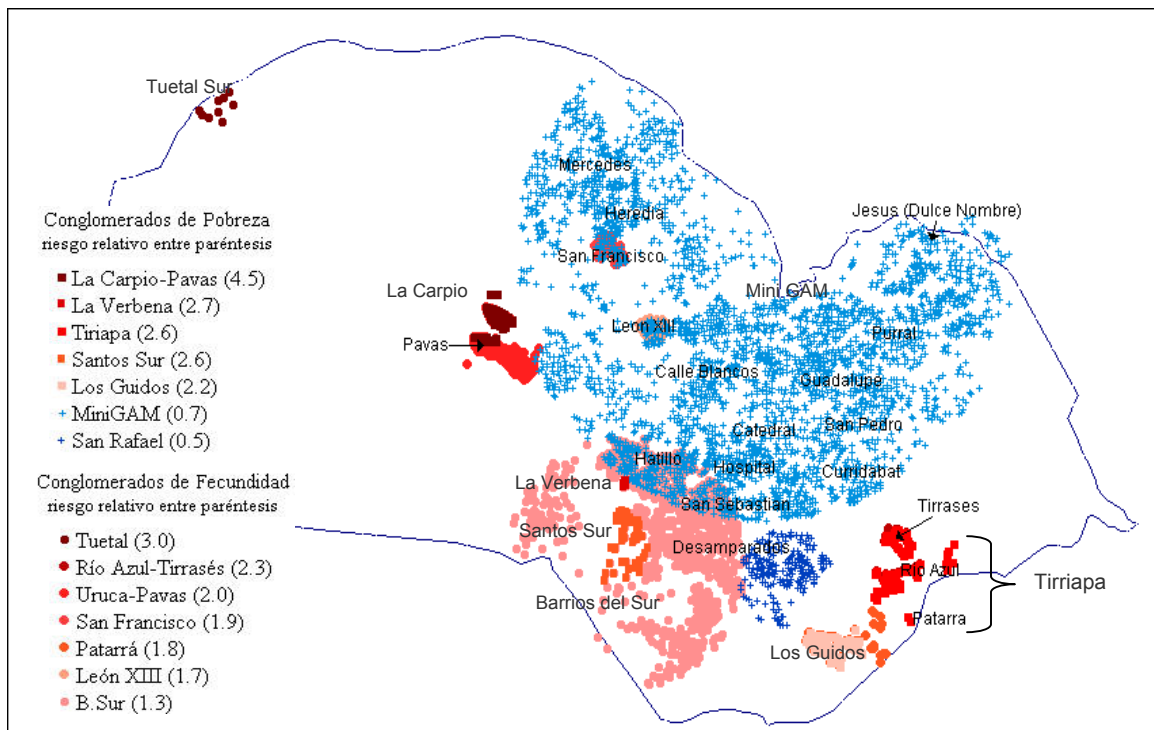 Tuetal Sur
Mercedes
Heredia
San Francisco
Jesus (Dulce Nombre)
La Carpio
Mini GAM
Leon XIII
Purral
Pavas
Calle Blancos
Guadalupe
Catedral
San Pedro
Hatillo
Hospital
Curridabat
La Verbena
San Sebastian
Tirrases
Santos Sur
Desamparados
Río Azul
Tirriapa
Barrios del Sur
Patarra
Los Guidos
Conglomerados de Pobreza
riesgo relativo entre paréntesis
La Carpio-Pavas (4.5)
La Verbena (2.7)
Tiriapa (2.6)
Santos Sur (2.6)
Los Guidos (2.2)
MiniGAM (0.7)
San Rafael (0.5)
Conglomerados de Fecundidad
riesgo relativo entre paréntesis
Tuetal (3.0)
Río Azul-Tirrasés (2.3)
Uruca-Pavas (2.0)
San Francisco (1.9)
Patarrá (1.8)
León XIII (1.7)
B.Sur (1.3)